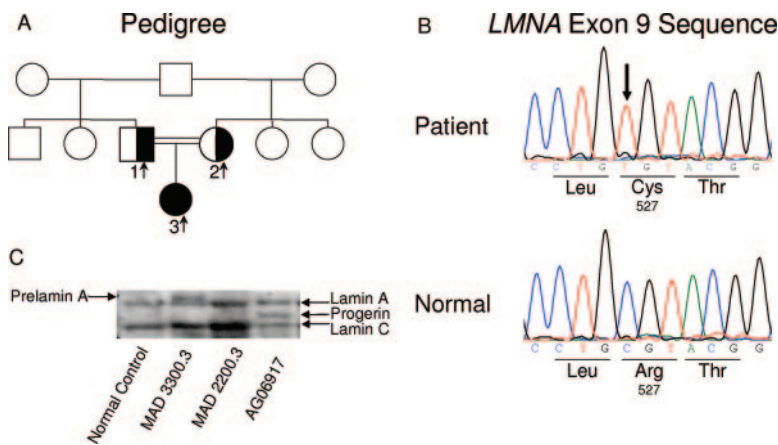 A
Pedigree
1
2
3
B
LMNA Exon 9 Sequence
Patient
C C T G T G T A C G G
Leu Cys Thr
527
Normal
C C T G C G T A C G G
Leu Arg Thr
527
C
Prelamin A
Lamin A
Progerin
Lamin C
Normal Control
MAD 3300.3
MAD 2200.3
AG06917